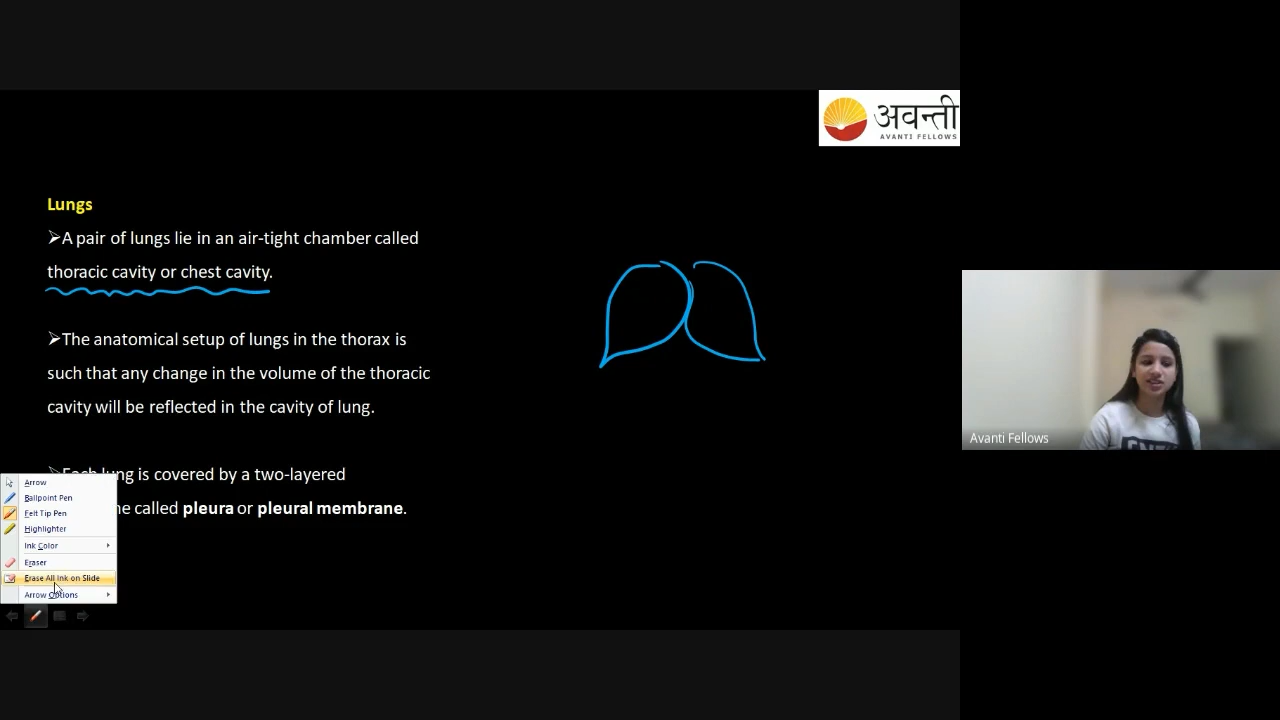 अवन्ती
AVANTI FELLOWS
Lungs
➢A pair of lungs lie in an air-tight chamber called
thoracic cavity or chest cavity.
➢The anatomical setup of lungs in the thorax is
such that any change in the volume of the thoracic
cavity will be reflected in the cavity of lung.
➢Each lung is covered by a two-layered
called pleura or pleural membrane.
Arrow
Ballpoint Pen
Felt Tip Pen
Highlighter
Ink Color
Eraser
Erase All Ink on Slide
Arrow Options
Avanti Fellows